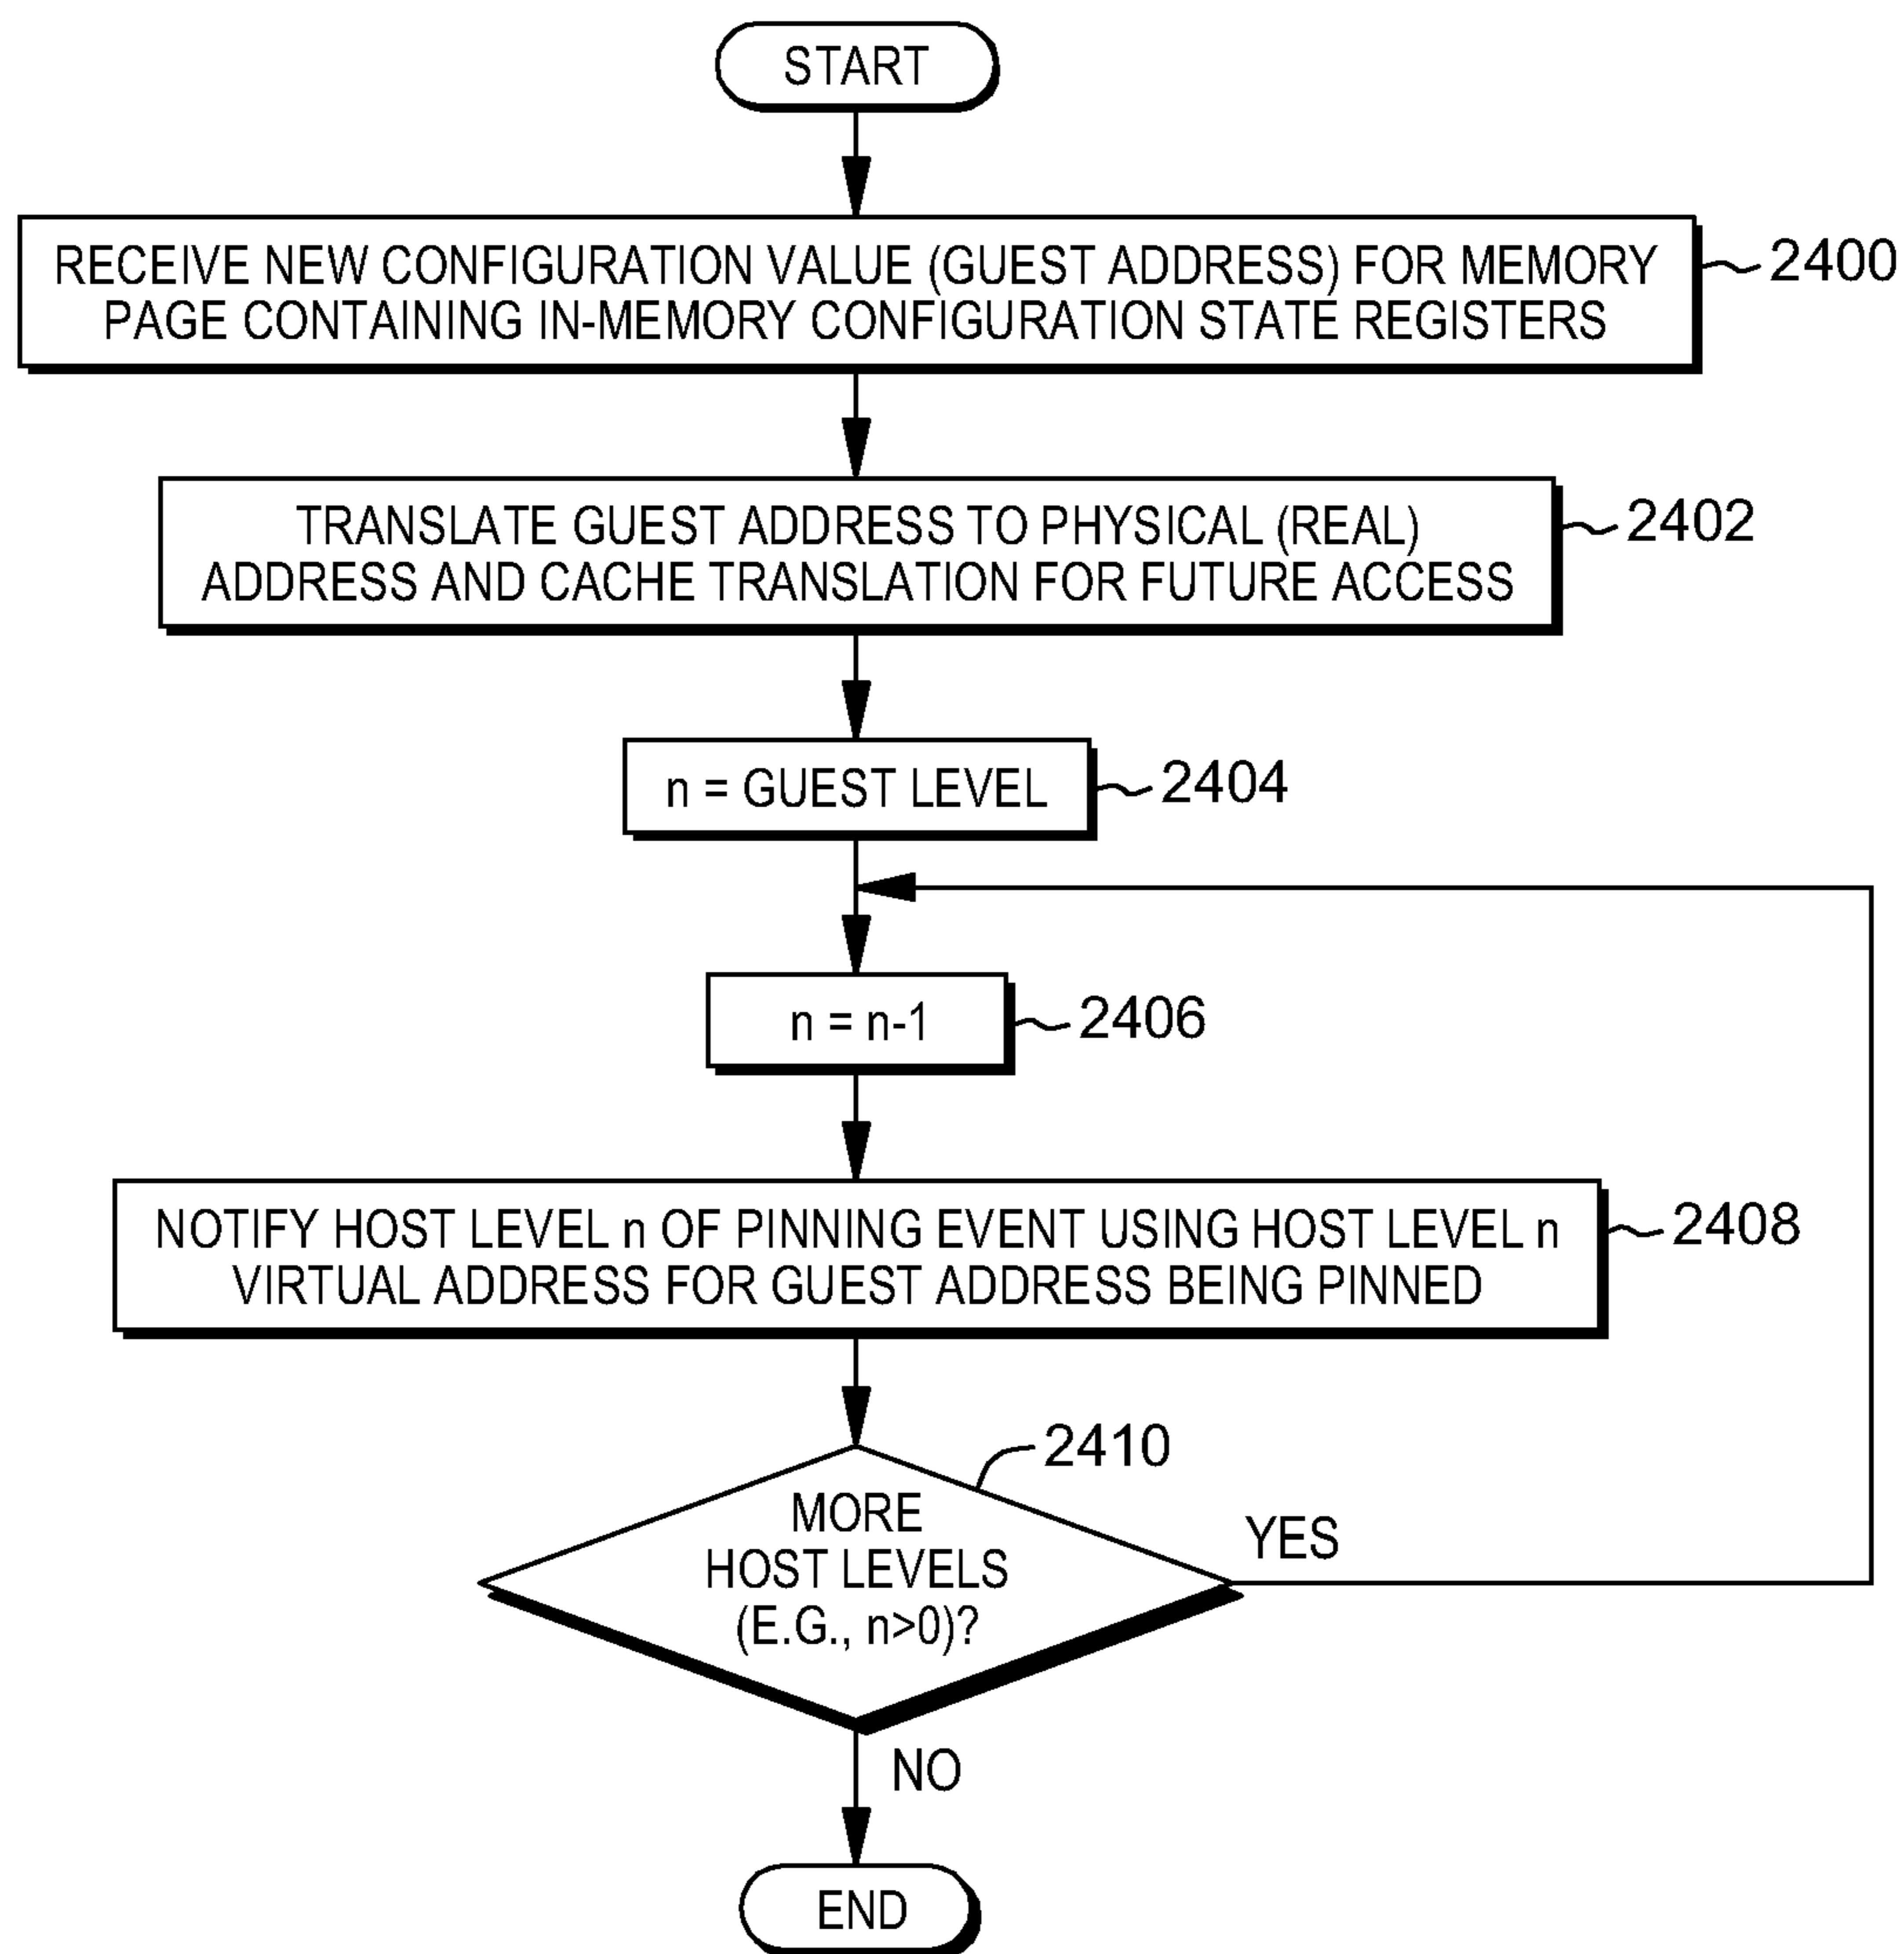 START
RECEIVE NEW CONFIGURATION VALUE (GUEST ADDRESS) FOR MEMORY
PAGE CONTAINING IN-MEMORY CONFIGURATION STATE REGISTERS
2400
TRANSLATE GUEST ADDRESS TO PHYSICAL (REAL)
ADDRESS AND CACHE TRANSLATION FOR FUTURE ACCESS
2402
n = GUEST LEVEL
2404
n = n-1
2406
NOTIFY HOST LEVEL n OF PINNING EVENT USING HOST LEVEL n
VIRTUAL ADDRESS FOR GUEST ADDRESS BEING PINNED
2408
2410
MORE
HOST LEVELS
(E.G., n>0)?
YES
NO
END